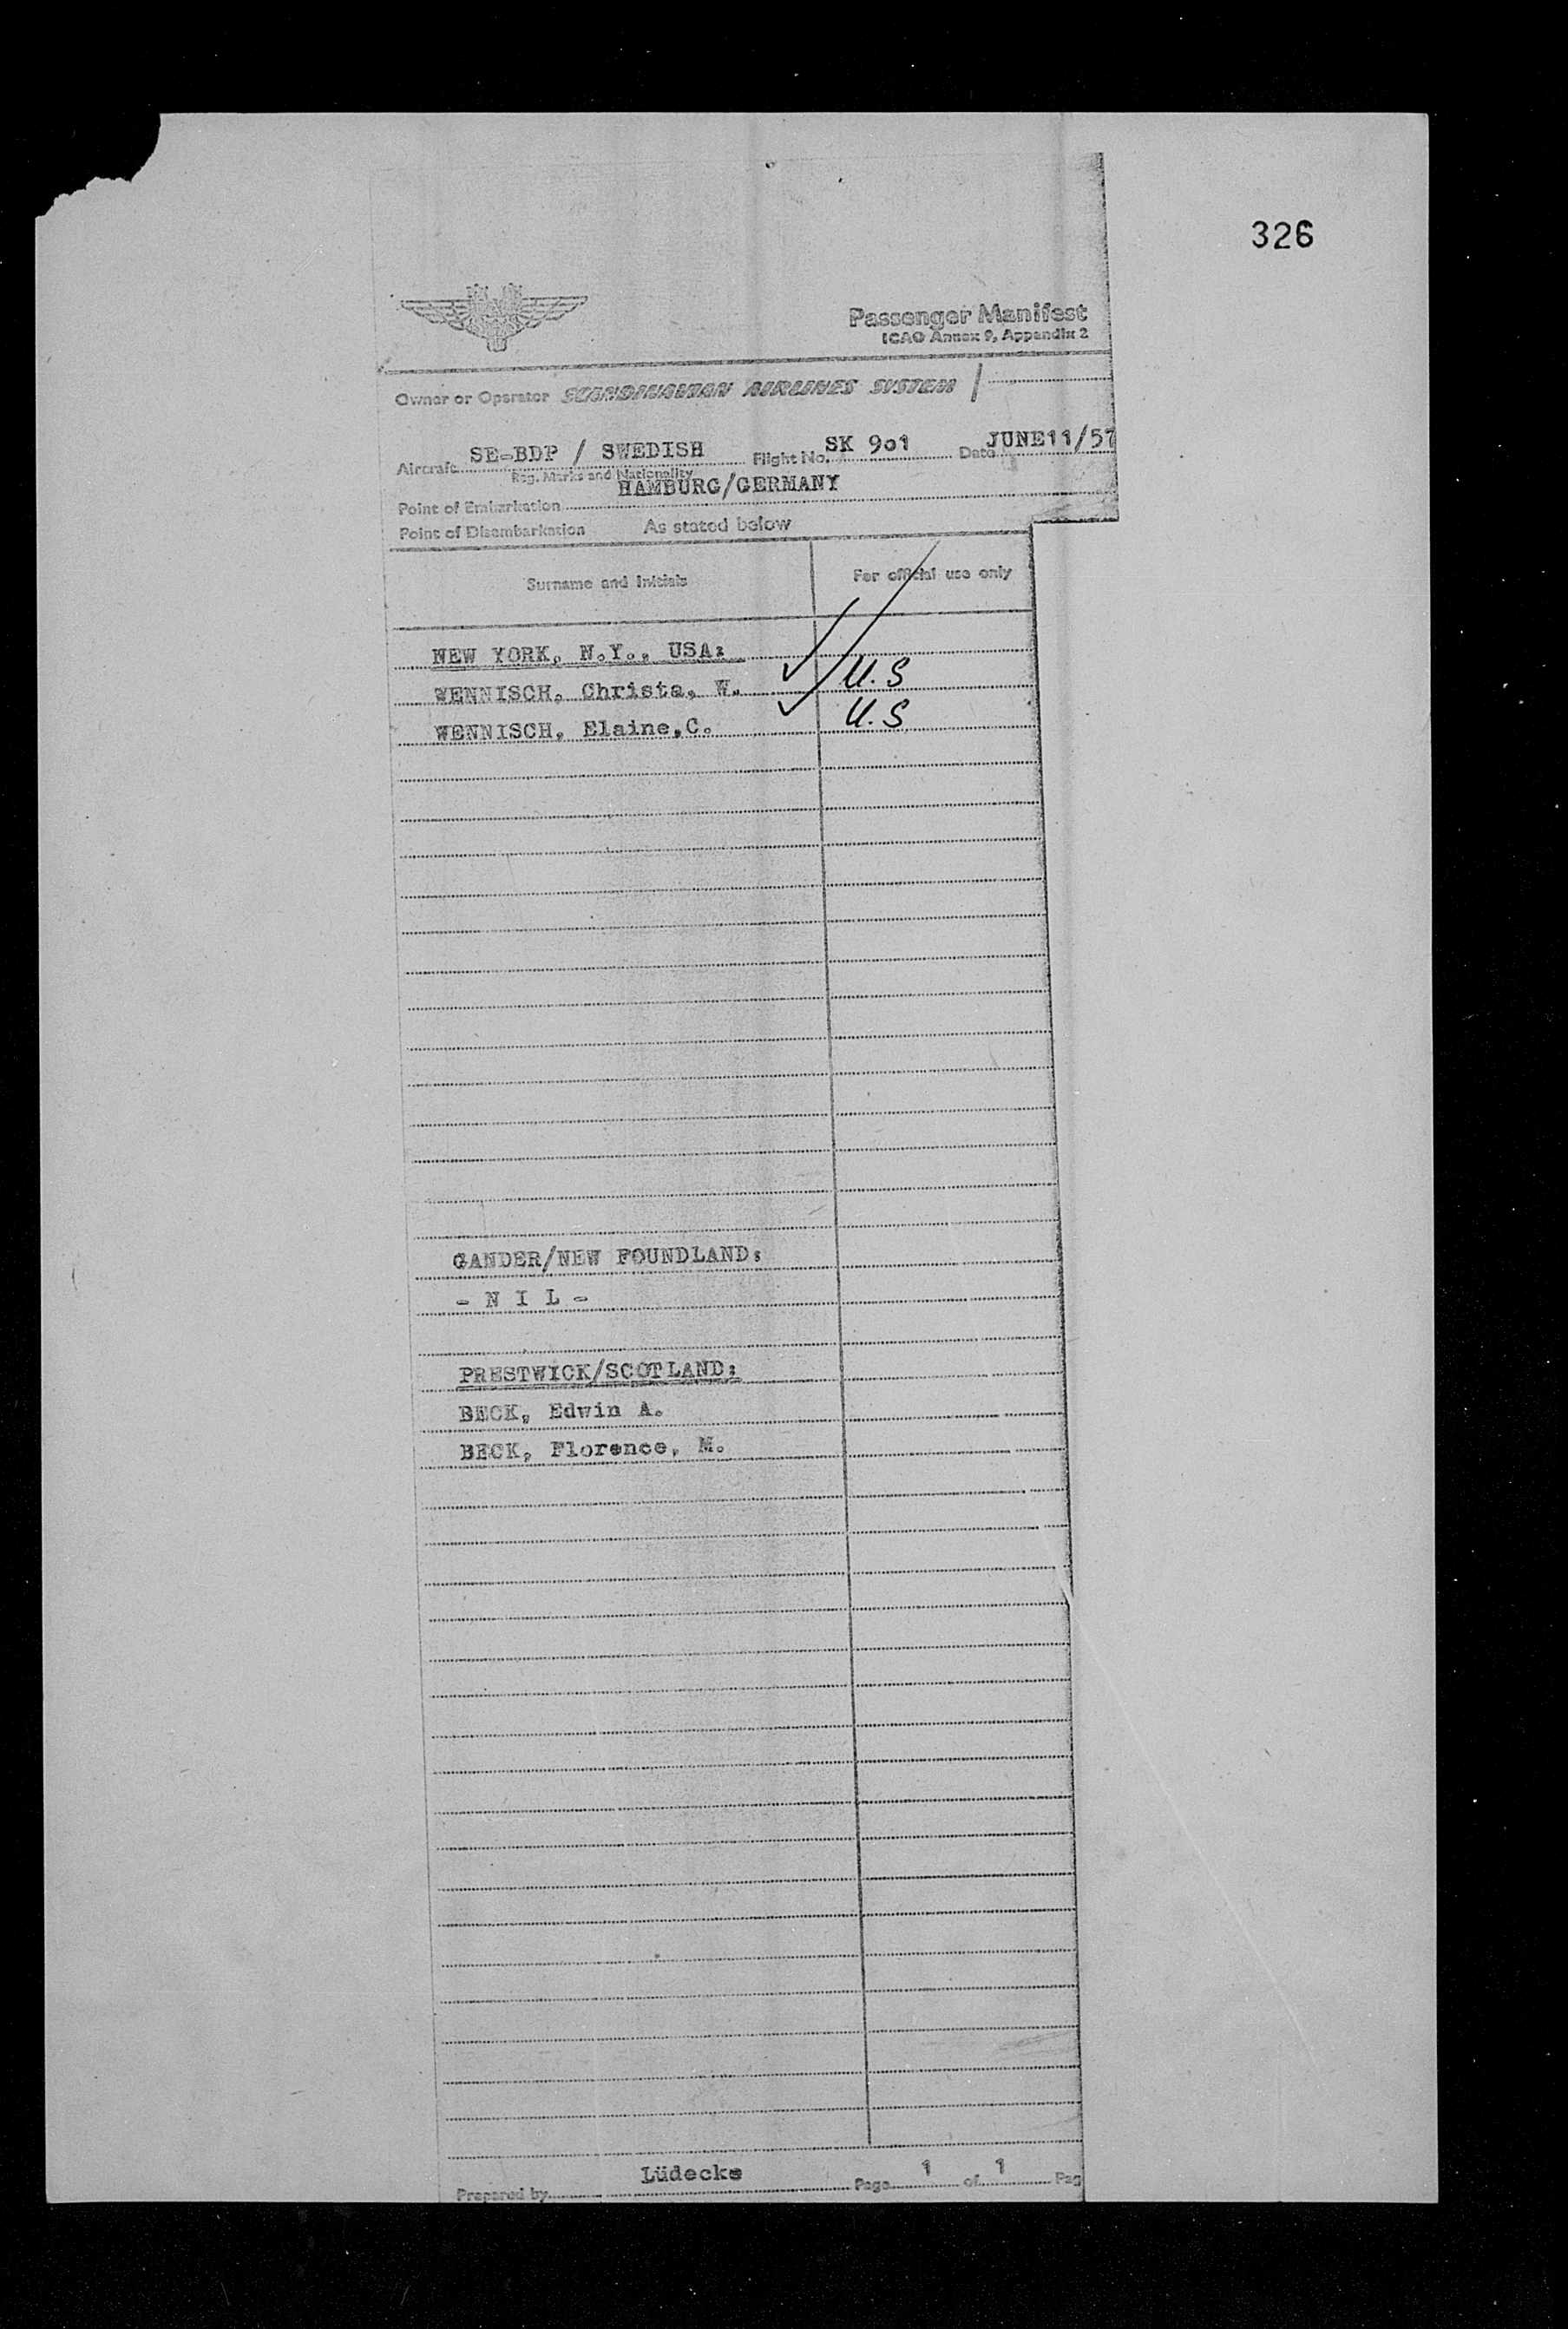 326
Passenger Manifest
ICAO Annex 9, Appendix 2
Owner or Operator SCANDINAVIAN AIRLINES SYSTEM
Aircraft SE-BDP / SWEDISH Flight No. SK 9o1 Date JUNE11/57
Reg. Marks and Nationality
Point of Embarkation HAMBURG/GERMANY
Point of Disembarkation As stated below
Surname and Initials For official use only
NEW YORK, N.Y., USA:
WENNISCH, Christa, W. U.S
WENNISCH, Elaine,C. U.S
GANDER/NEW FOUNDLAND:
- N I L -
PRESTWICK/SCOTLAND:
BECK, Edwin A.
BECK, Florence, M.
Prepared by Lüdecke Page 1 of 1 Pag